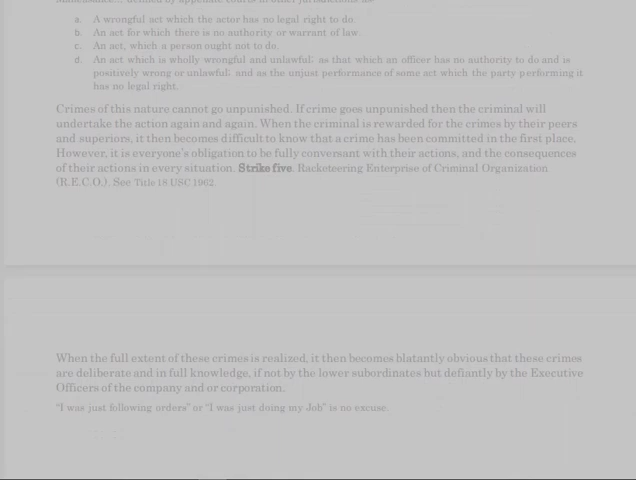 a. A wrongful act which the actor has no legal right to do.
b. An act for which there is no authority or warrant of law.
c. An act, which a person ought not to do.
d. An act which is wholly wrongful and unlawful; as that which an officer has no authority to do and is
positively wrong or unlawful; and as the unjust performance of some act which the party performing it
has no legal right.
Crimes of this nature cannot go unpunished. If crime goes unpunished then the criminal will
undertake the action again and again. When the criminal is rewarded for the crimes by their peers
and superiors, it then becomes difficult to know that a crime has been committed in the first place.
However, it is everyone's obligation to be fully conversant with their actions, and the consequences
of their actions in every situation. Strike five. Racketeering Enterprise of Criminal Organization
(R.E.C.O.). See Title 18 USC 1962.
When the full extent of these crimes is realized, it then becomes blatantly obvious that these crimes
are deliberate and in full knowledge, if not by the lower subordinates but defiantly by the Executive
Officers of the company and or corporation.
"I was just following orders" or "I was just doing my Job" is no excuse.